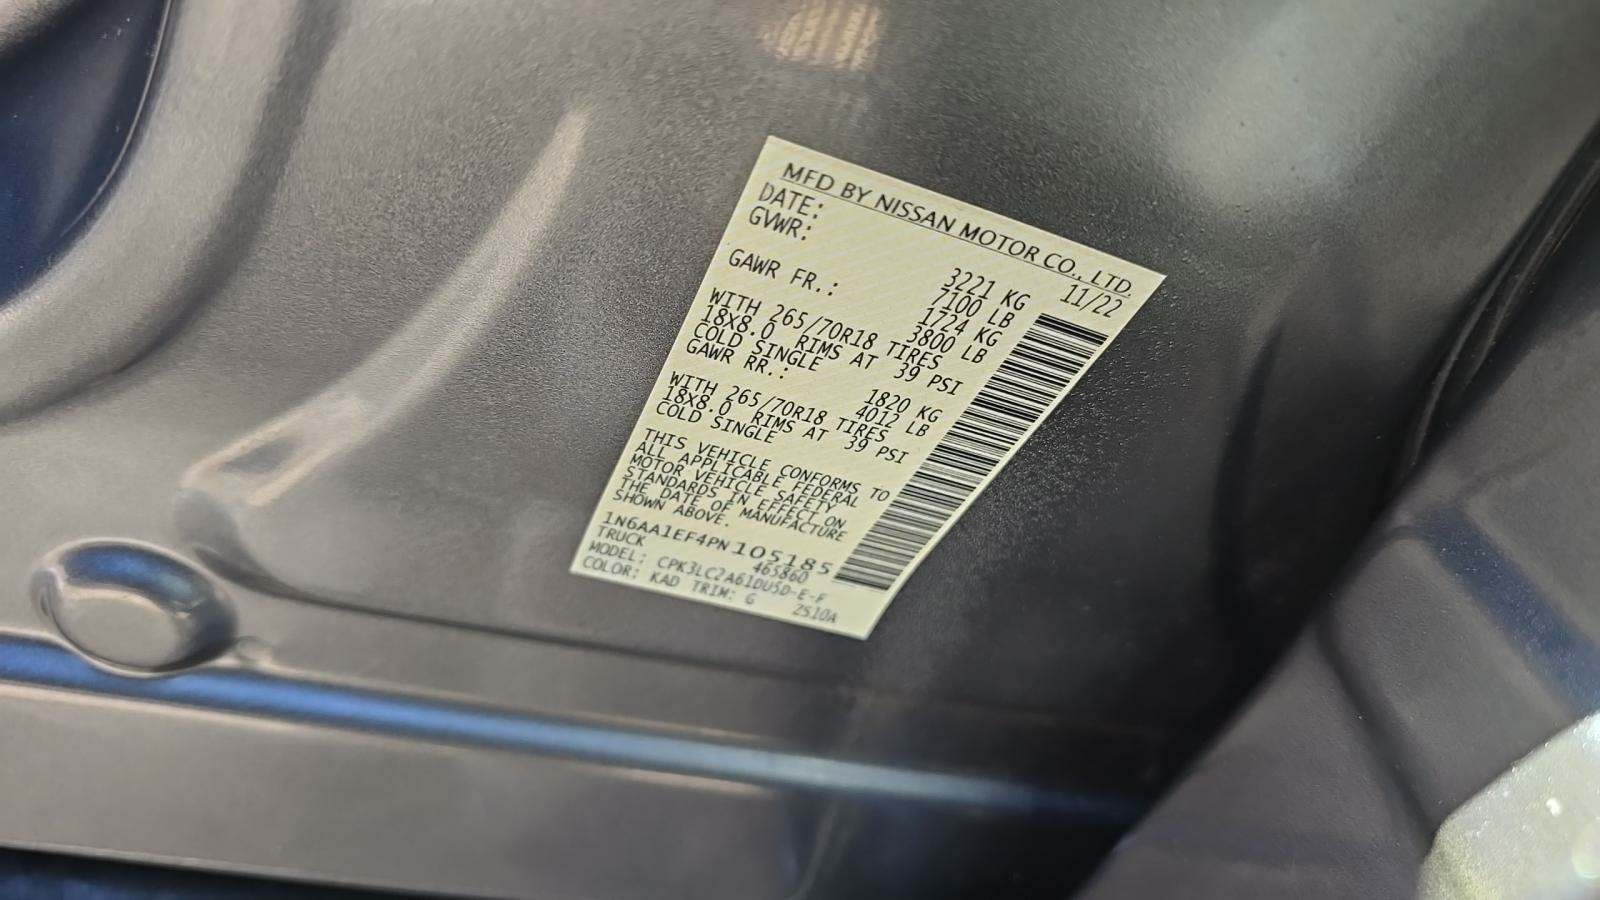 MFD BY NISSAN MOTOR CO., LTD.
DATE: 11/22
GVWR: 3221 KG
7100 LB
GAWR FR.: 1724 KG
3800 LB
WITH 265/70R18 TIRES
18X8.0 RIMS AT 39 PSI
COLD SINGLE
GAWR RR.: 1820 KG
4012 LB
WITH 265/70R18 TIRES
18X8.0 RIMS AT 39 PSI
COLD SINGLE
THIS VEHICLE CONFORMS TO
ALL APPLICABLE FEDERAL
MOTOR VEHICLE SAFETY
STANDARDS IN EFFECT ON
THE DATE OF MANUFACTURE
SHOWN ABOVE.
1N6AA1EF4PN105185
TRUCK 465860
MODEL: CPK3LC2A61DUSD-E-F
COLOR: KAD TRIM: G 2510A